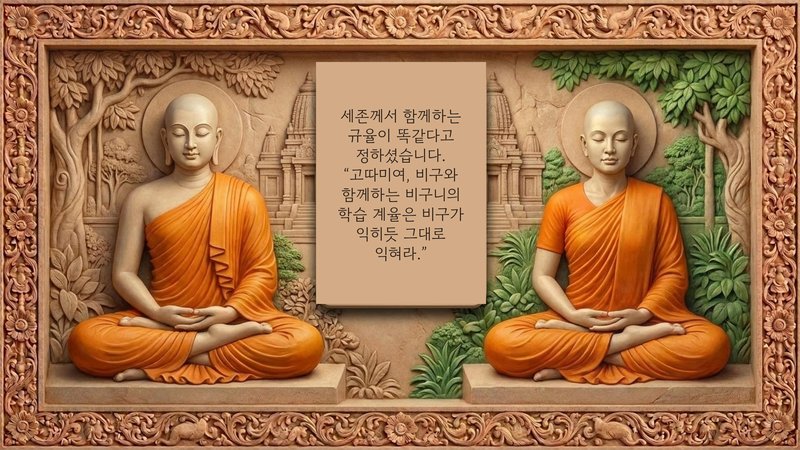 세존께서 함께하는
규율이 똑같다고
정하셨습니다.
“고따미여, 비구와
함께하는 비구니의
학습 계율은 비구가
익히듯 그대로
익혀라.”